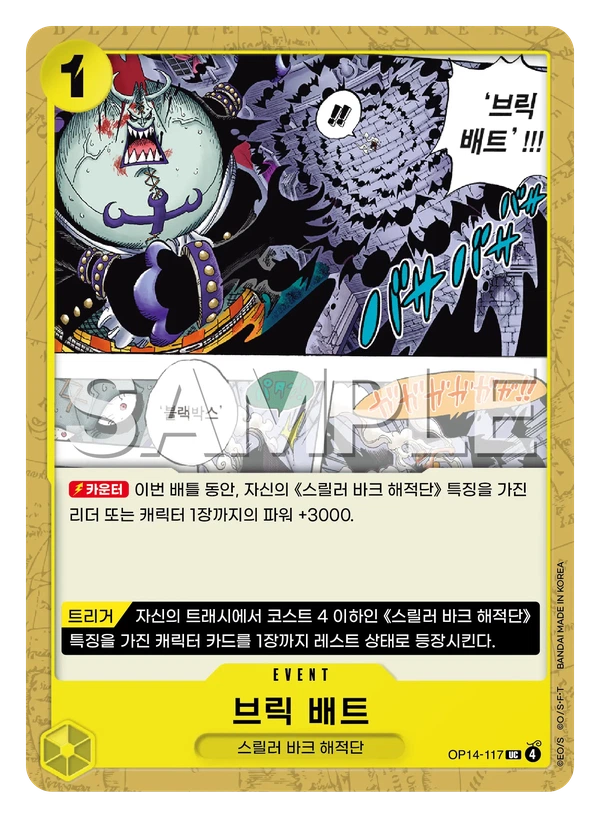 1
'브릭
배트'!!!
!!
バサ
バサ
バサ
'블랙박스'
SAMPLE
카운터 이번 배틀 동안, 자신의 《스릴러 바크 해적단》 특징을 가진
리더 또는 캐릭터 1장까지의 파워 +3000.
트리거 자신의 트래시에서 코스트 4 이하인 《스릴러 바크 해적단》
특징을 가진 캐릭터 카드를 1장까지 레스트 상태로 등장시킨다.
EVENT
브릭 배트
스릴러 바크 해적단
OP14-117 UC 4
©EO/S ©O/S·F·T BANDAI MADE IN KOREA